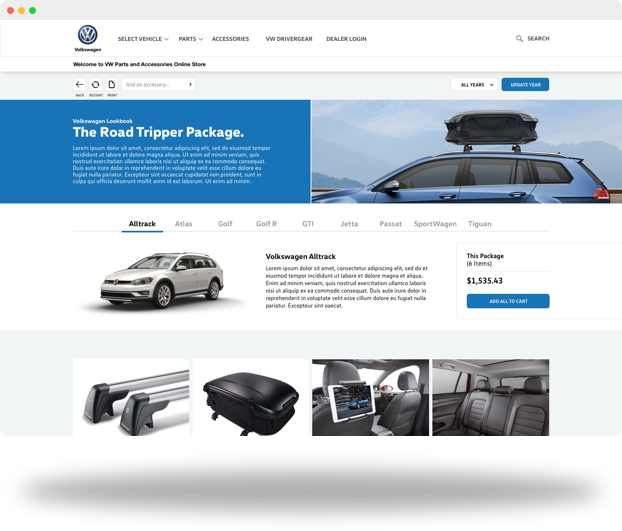 Volkswagen
SELECT VEHICLE
PARTS
ACCESSORIES
VW DRIVERGEAR
DEALER LOGIN
SEARCH
Welcome to VW Parts and Accessories Online Store
BACK
RESTART
PRINT
find an accessory...
ALL YEARS
UPDATE YEAR
Volkswagen Lookbook
The Road Tripper Package.
Lorem ipsum dolor sit amet, consectetur adipiscing elit, sed do eiusmod tempor
incididunt ut labore et dolore magna aliqua. Ut enim ad minim veniam, quis
nostrud exercitation ullamco laboris nisi ut aliquip ex ea commodo consequat.
Duis aute irure dolor in reprehenderit in voluptate velit esse cillum dolore eu
fugiat nulla pariatur. Excepteur sint occaecat cupidatat non proident, sunt in
culpa qui officia deserunt mollit anim id est laborum. Ut enim ad minim.
Alltrack
Atlas
Golf
Golf R
GTI
Jetta
Passat
SportWagen
Tiguan
Volkswagen Alltrack
Lorem ipsum dolor sit amet, consectetur adipiscing elit, sed do
eiusmod tempor incididunt ut labore et dolore magna aliqua.
Enim ad minim veniam, quis nostrud exercitation ullamco laboris
nisi ut aliquip ex ea commodo. Duis aute irure dolor in
reprehenderit in voluptate velit esse cillum dolore eu fugiat nulla
pariatur. Excepteur sint occaecat.
This Package
(6 Items)
$1,535.43
ADD ALL TO CART